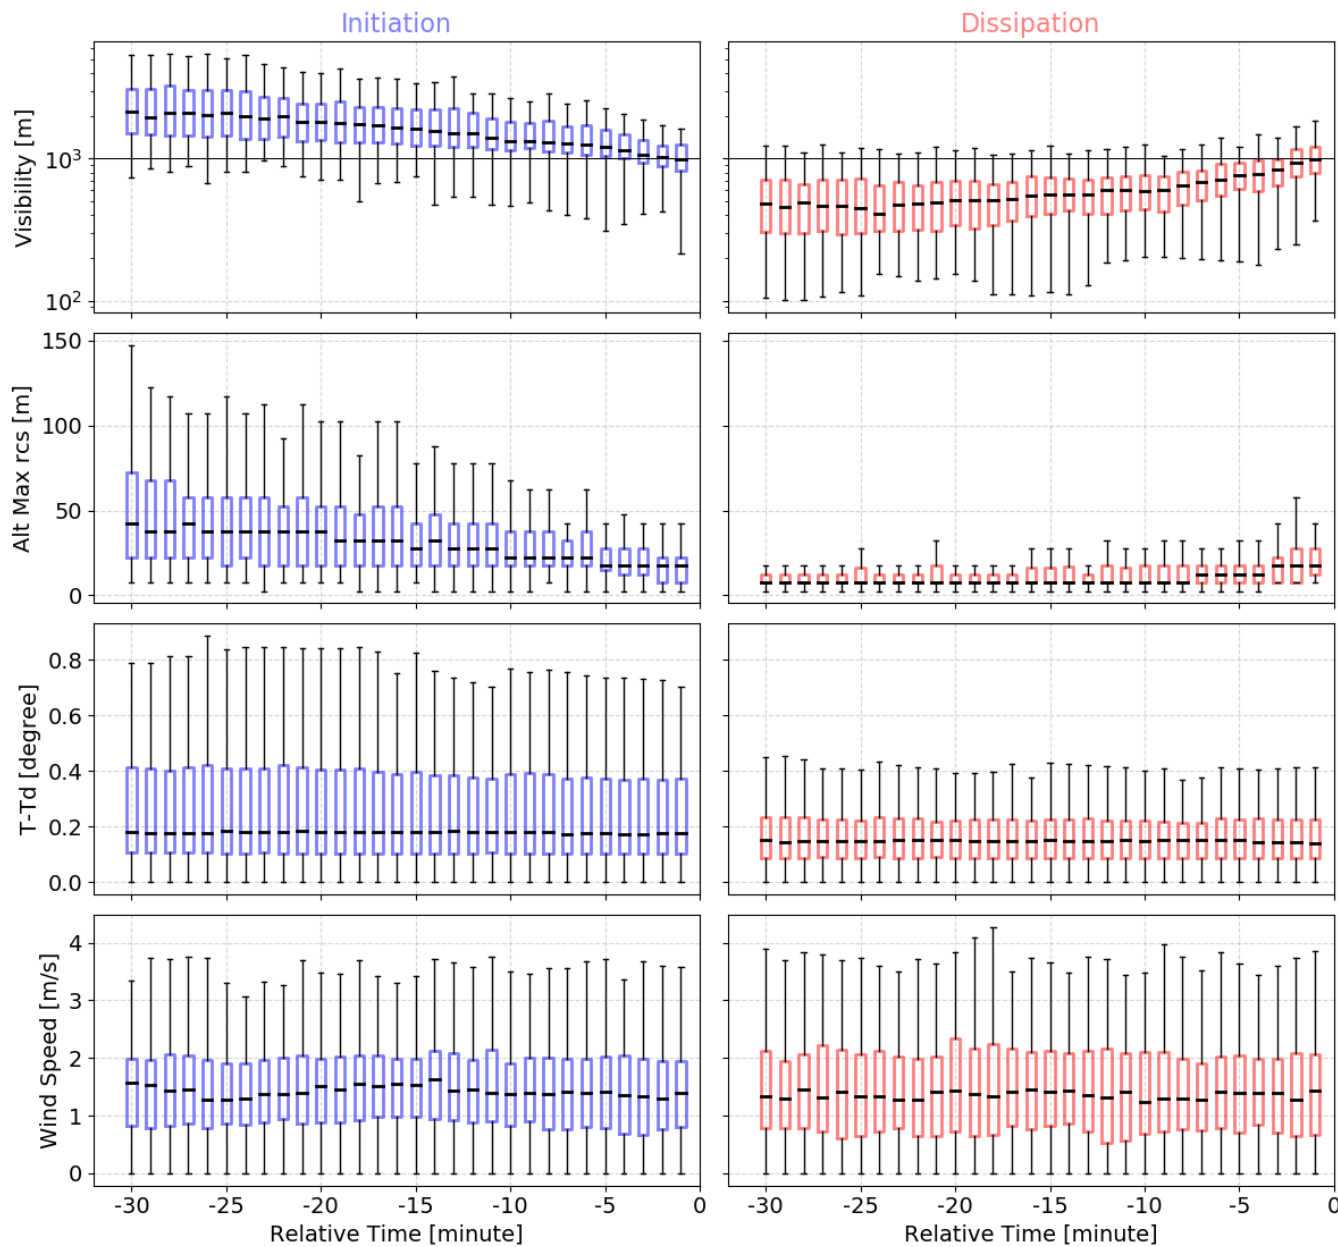 Initiation Dissipation
Visibility [m]
10³
10²
10³
10²
Alt Max rcs [m]
150
100
50
0
T-Td [degree]
0.8
0.6
0.4
0.2
0.0
Wind Speed [m/s]
4
3
2
1
0
-30 -25 -20 -15 -10 -5 0 -30 -25 -20 -15 -10 -5 0
Relative Time [minute] Relative Time [minute]